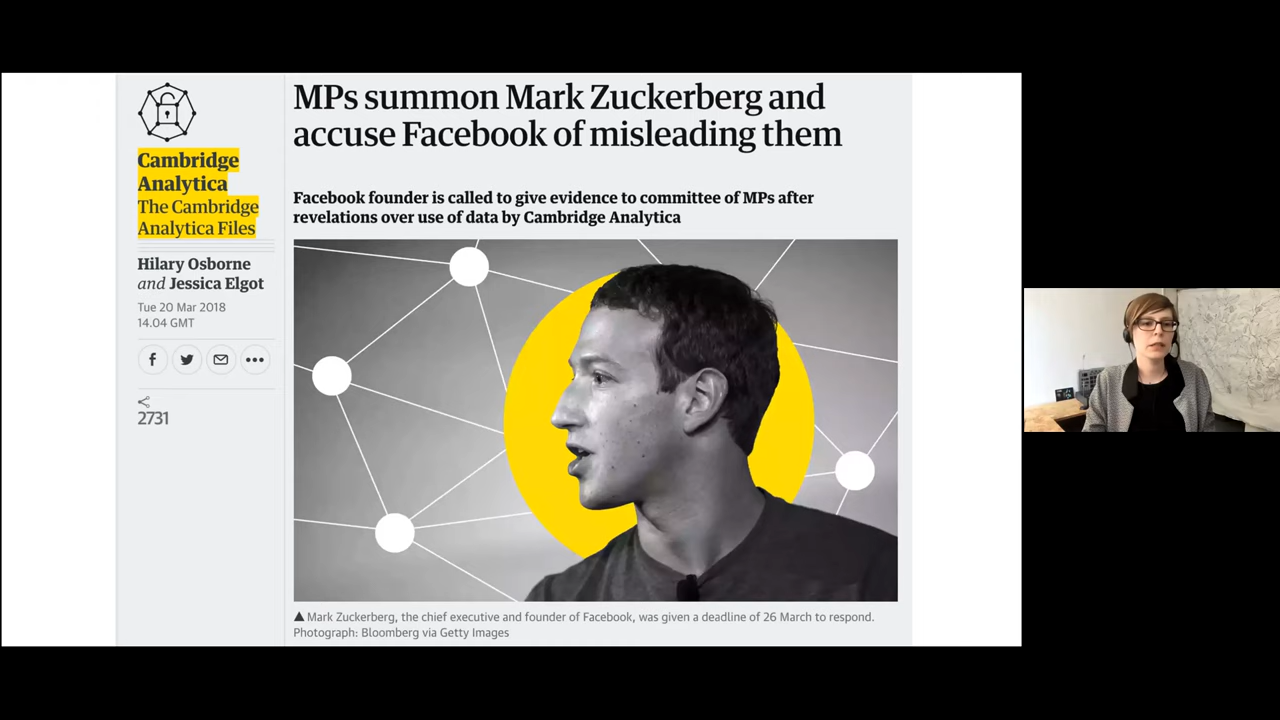 MPs summon Mark Zuckerberg and
accuse Facebook of misleading them
Cambridge
Analytica
The Cambridge
Analytica Files
Facebook founder is called to give evidence to committee of MPs after
revelations over use of data by Cambridge Analytica
Hilary Osborne
and Jessica Elgot
Tue 20 Mar 2018
14.04 GMT
2731
▲ Mark Zuckerberg, the chief executive and founder of Facebook, was given a deadline of 26 March to respond.
Photograph: Bloomberg via Getty Images